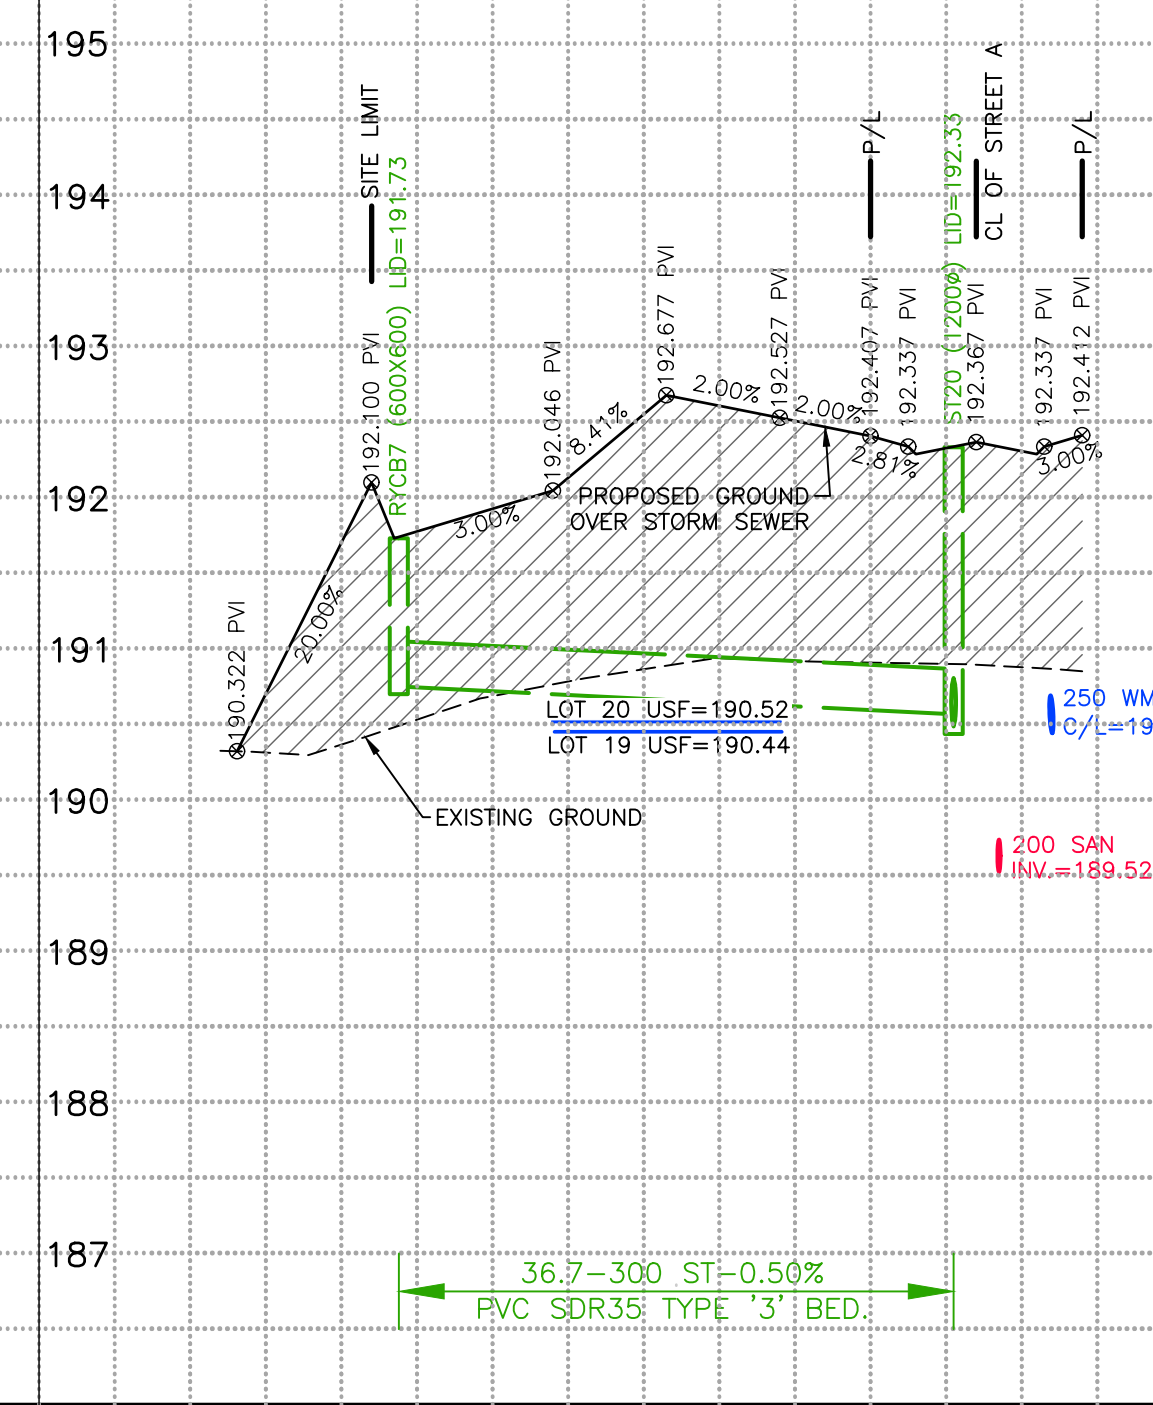 195
194
193
192
191
190
189
188
187
SITE LIMIT
RYCB7 (600X600) LID=191.73
P/L
ST20 (1200ø) LID=192.33
CL OF STREET A
P/L
190.322 PVI
192.100 PVI
192.046 PVI
192.677 PVI
192.527 PVI
192.407 PVI
192.337 PVI
192.367 PVI
192.337 PVI
192.412 PVI
20.00%
3.00%
8.41%
2.00%
2.00%
2.81%
3.00%
PROPOSED GROUND
OVER STORM SEWER
LOT 20 USF=190.52
LOT 19 USF=190.44
250 WM
C/L=19
EXISTING GROUND
200 SAN
INV.=189.52
36.7-300 ST-0.50%
PVC SDR35 TYPE '3' BED.